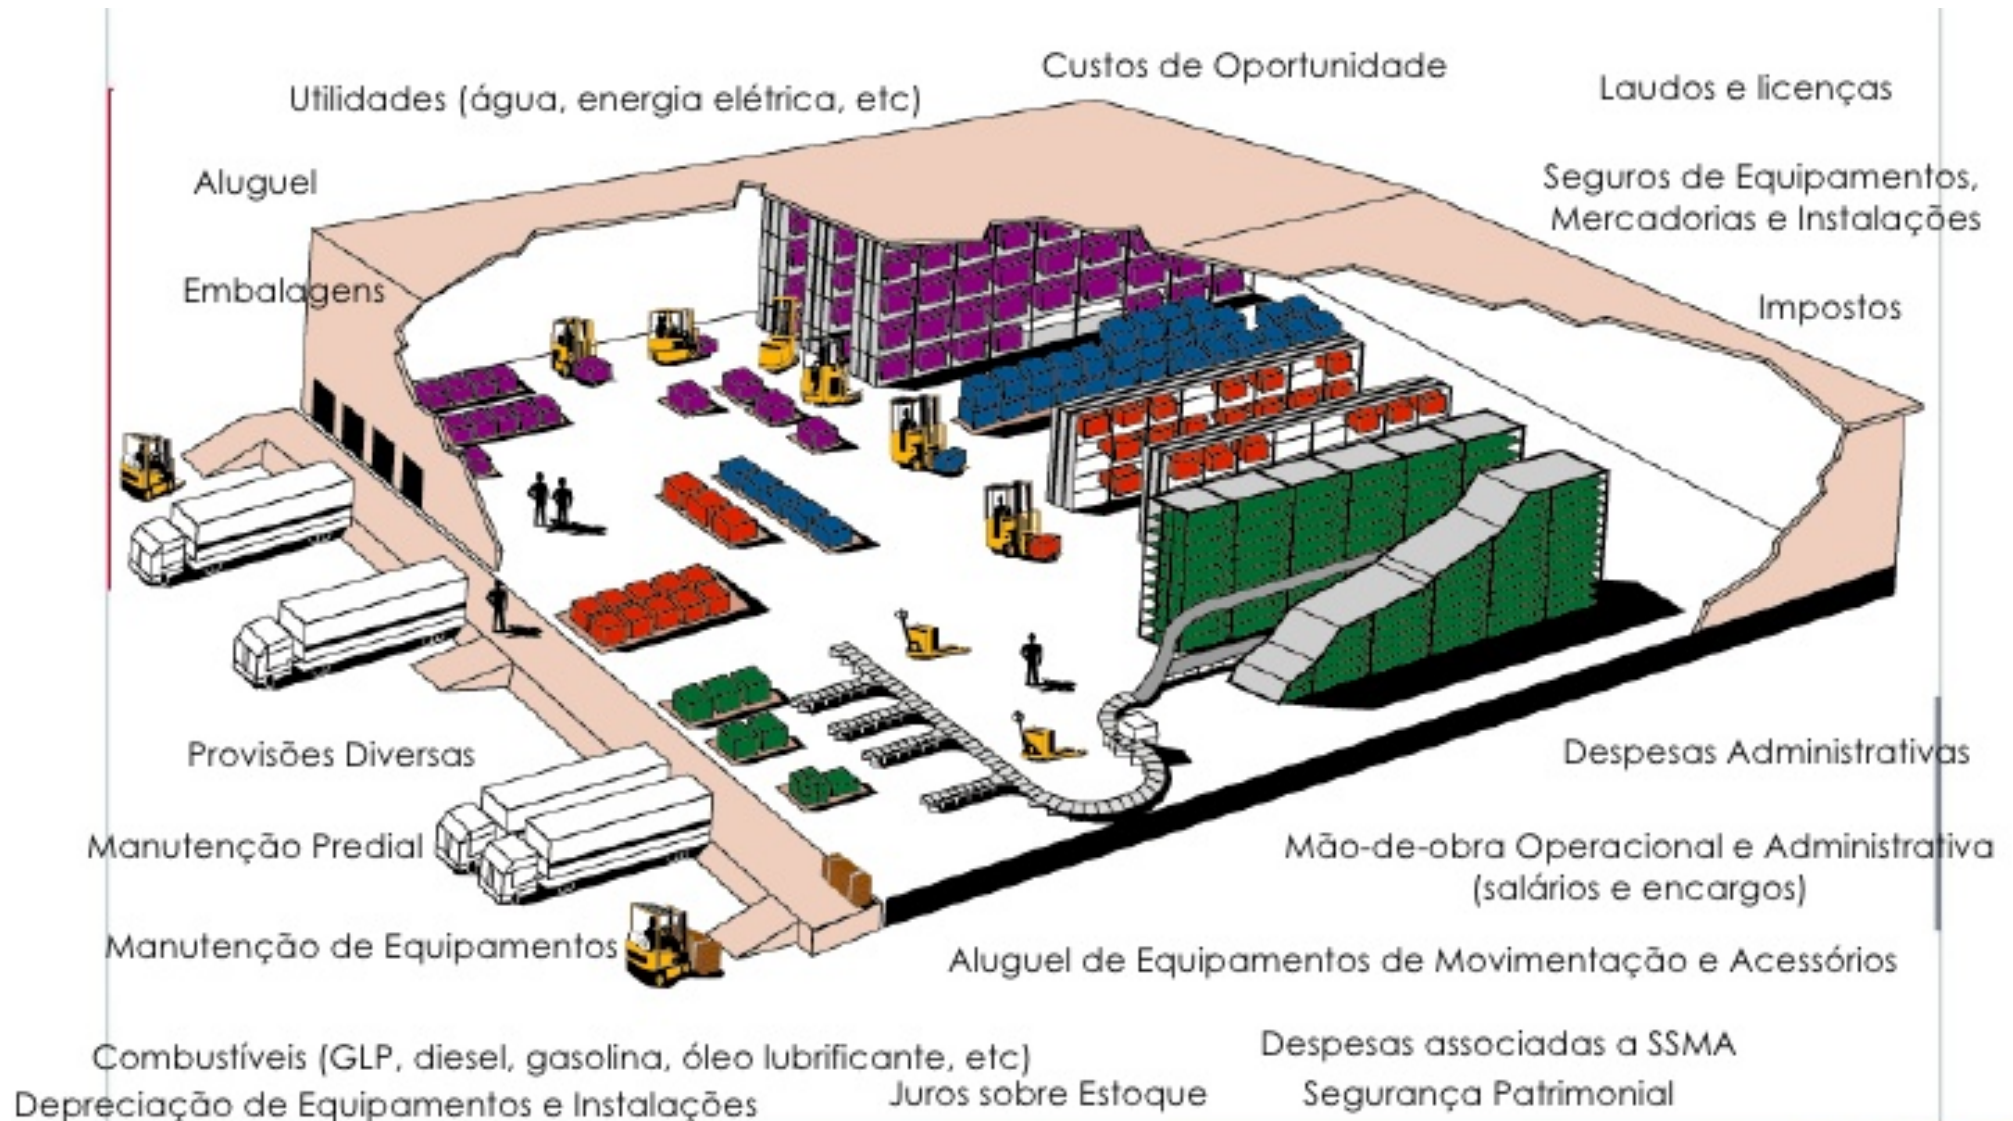 Custos de Oportunidade
Utilidades (água, energia elétrica, etc)
Laudos e licenças
Aluguel
Seguros de Equipamentos,
Mercadorias e Instalações
Embalagens
Impostos
Provisões Diversas
Despesas Administrativas
Manutenção Predial
Mão-de-obra Operacional e Administrativa
(salários e encargos)
Manutenção de Equipamentos
Aluguel de Equipamentos de Movimentação e Acessórios
Combustíveis (GLP, diesel, gasolina, óleo lubrificante, etc)
Despesas associadas a SSMA
Depreciação de Equipamentos e Instalações
Juros sobre Estoque
Segurança Patrimonial